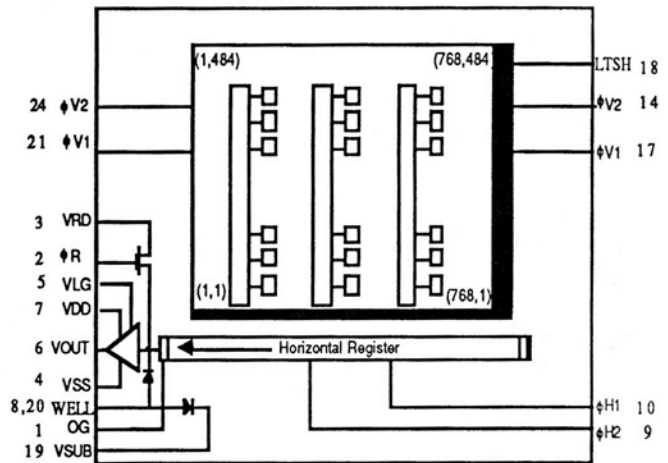 (1,484) (768,484)
LTSH 18
24 ϕV2
ϕV2 14
21 ϕV1
ϕV1 17
3 VRD
2 ϕR
5 VLG
(1,1) (768,1)
7 VDD
6 VOUT
Horizontal Register
4 VSS
8,20 WELL
ϕH1 10
1 OG
ϕH2 9
19 VSUB